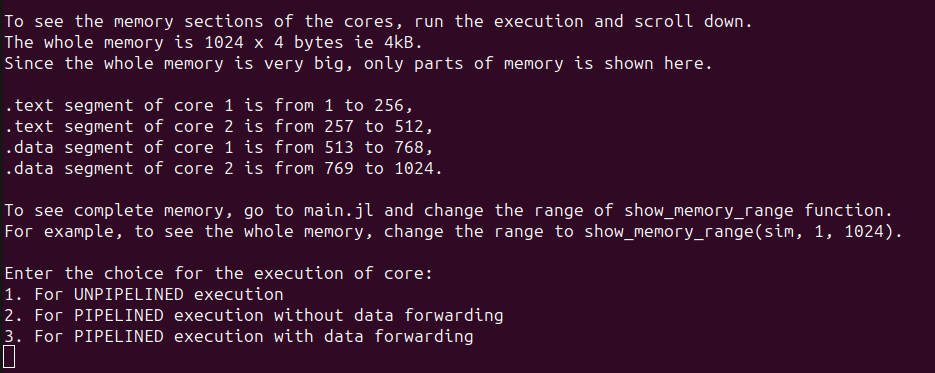 To see the memory sections of the cores, run the execution and scroll down.
The whole memory is 1024 x 4 bytes ie 4kB.
Since the whole memory is very big, only parts of memory is shown here.
.text segment of core 1 is from 1 to 256,
.text segment of core 2 is from 257 to 512,
.data segment of core 1 is from 513 to 768,
.data segment of core 2 is from 769 to 1024.
To see complete memory, go to main.jl and change the range of show_memory_range function.
For example, to see the whole memory, change the range to show_memory_range(sim, 1, 1024).
Enter the choice for the execution of core:
1. For UNPIPELINED execution
2. For PIPELINED execution without data forwarding
3. For PIPELINED execution with data forwarding